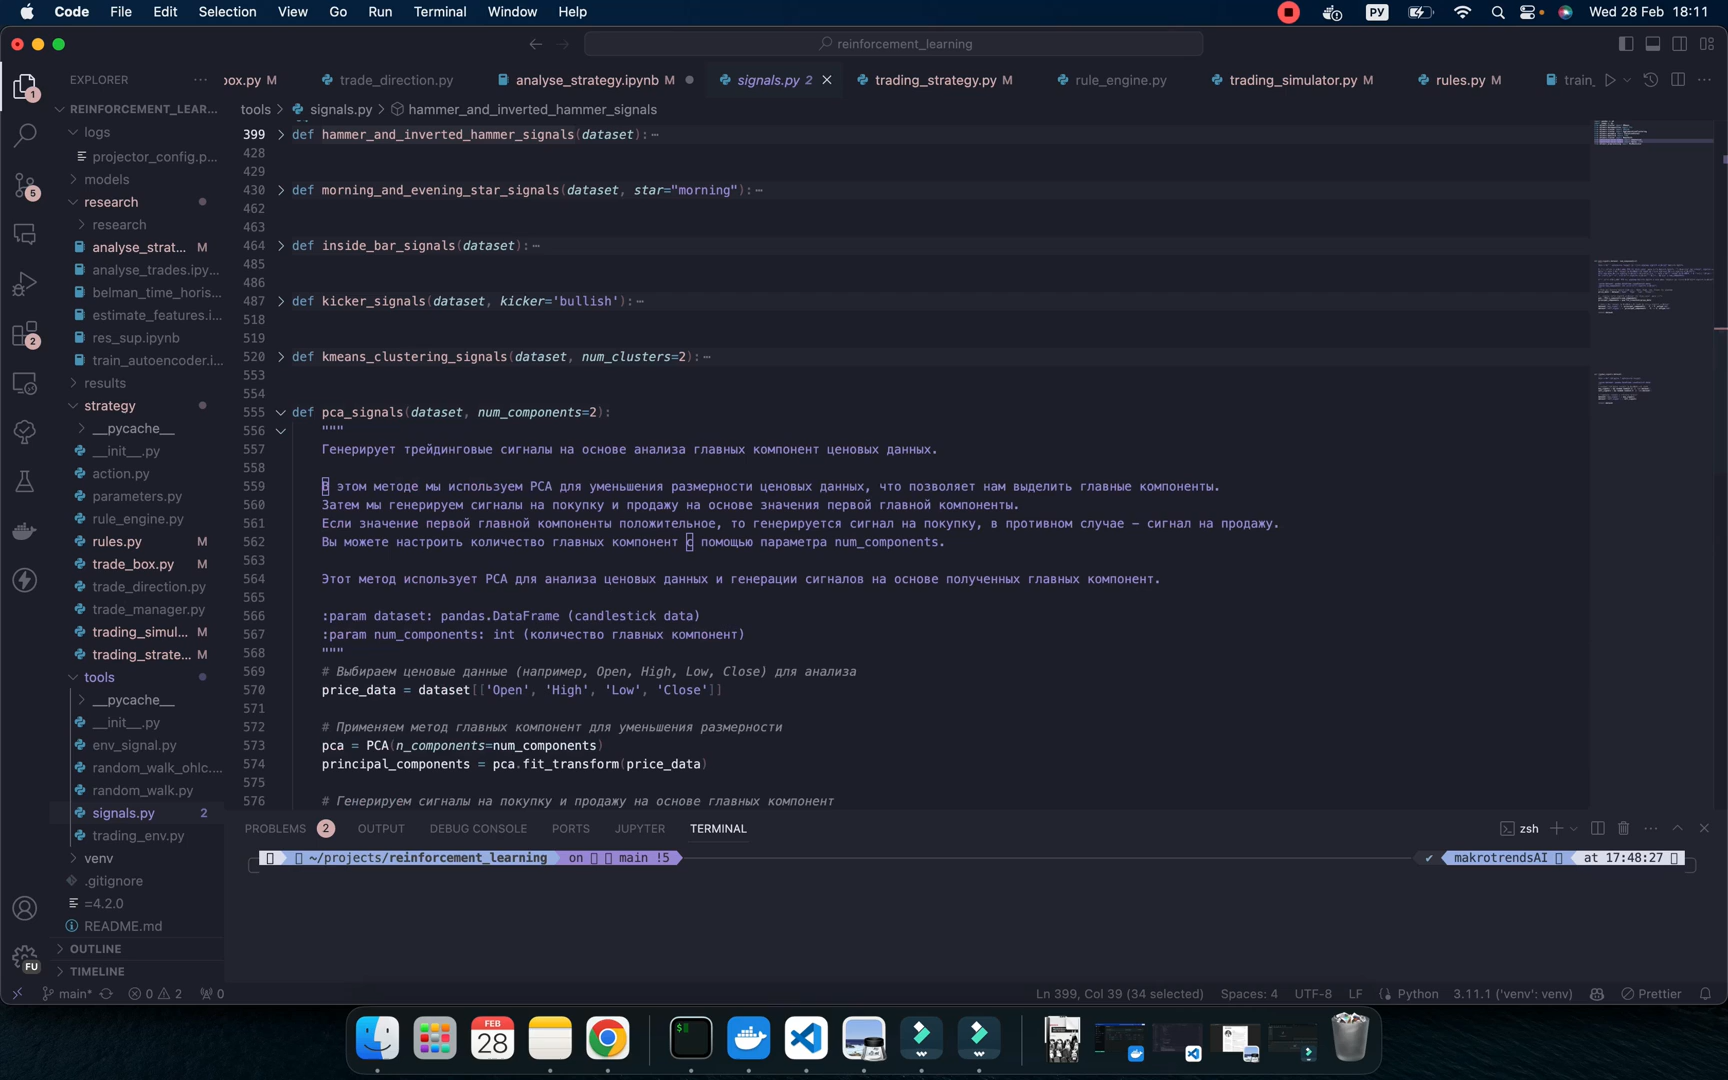 Code File Edit Selection View Go Run Terminal Window Help
РУ Wed 28 Feb 18:11
reinforcement_learning
EXPLORER
box.py M trade_direction.py analyse_strategy.ipynb M signals.py 2 trading_strategy.py M rule_engine.py trading_simulator.py M rules.py M train_
REINFORCEMENT_LEAR...
tools > signals.py > hammer_and_inverted_hammer_signals
logs
projector_config.p...
models
research
research
analyse_strat... M
analyse_trades.ipy...
belman_time_horis...
estimate_features.i...
res_sup.ipynb
train_autoencoder.i...
results
strategy
__pycache__
__init__.py
action.py
parameters.py
rule_engine.py
rules.py M
trade_box.py M
trade_direction.py
trade_manager.py
trading_simul... M
trading_strate... M
tools
__pycache__
__init__.py
env_signal.py
random_walk_ohlc....
random_walk.py
signals.py 2
trading_env.py
venv
.gitignore
=4.2.0
README.md
OUTLINE
TIMELINE
1
5
2
FU
399 def hammer_and_inverted_hammer_signals(dataset):
428
429
430 def morning_and_evening_star_signals(dataset, star="morning"):
462
463
464 def inside_bar_signals(dataset):
485
486
487 def kicker_signals(dataset, kicker='bullish'):
518
519
520 def kmeans_clustering_signals(dataset, num_clusters=2):
553
554
555 def pca_signals(dataset, num_components=2):
556 """
557 Генерирует трейдинговые сигналы на основе анализа главных компонент ценовых данных.
558
559 В этом методе мы используем PCA для уменьшения размерности ценовых данных, что позволяет нам выделить главные компоненты.
560 Затем мы генерируем сигналы на покупку и продажу на основе значения первой главной компоненты.
561 Если значение первой главной компоненты положительное, то генерируется сигнал на покупку, в противном случае – сигнал на продажу.
562 Вы можете настроить количество главных компонент с помощью параметра num_components.
563
564 Этот метод использует PCA для анализа ценовых данных и генерации сигналов на основе полученных главных компонент.
565
566 :param dataset: pandas.DataFrame (candlestick data)
567 :param num_components: int (количество главных компонент)
568 """
569 # Выбираем ценовые данные (например, Open, High, Low, Close) для анализа
570 price_data = dataset[['Open', 'High', 'Low', 'Close']]
571
572 # Применяем метод главных компонент для уменьшения размерности
573 pca = PCA(n_components=num_components)
574 principal_components = pca.fit_transform(price_data)
575
576 # Генерируем сигналы на покупку и продажу на основе главных компонент
PROBLEMS 2 OUTPUT DEBUG CONSOLE PORTS JUPYTER TERMINAL
zsh
~/projects/reinforcement_learning on main !5
✔ makrotrendsAI at 17:48:27
main* 0 2 0
Ln 399, Col 39 (34 selected) Spaces: 4 UTF-8 LF Python 3.11.1 ('venv': venv) Prettier
FEB
28